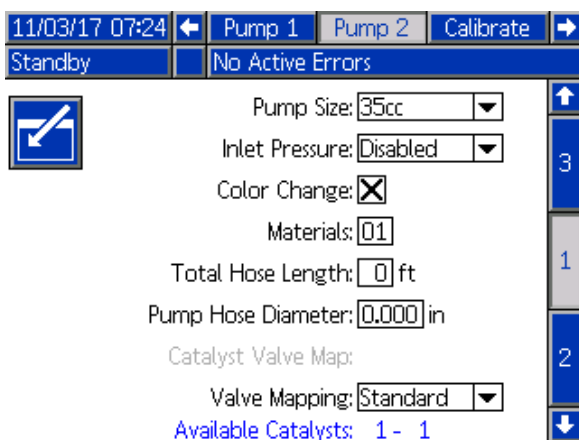 11/03/17 07:24 Pump 1 Pump 2 Calibrate
Standby No Active Errors
Pump Size: 35cc
3
Inlet Pressure: Disabled
Color Change:
Materials: 01
1
Total Hose Length: 0 ft
Pump Hose Diameter: 0.000 in
Catalyst Valve Map:
2
Valve Mapping: Standard
Available Catalysts: 1 - 1